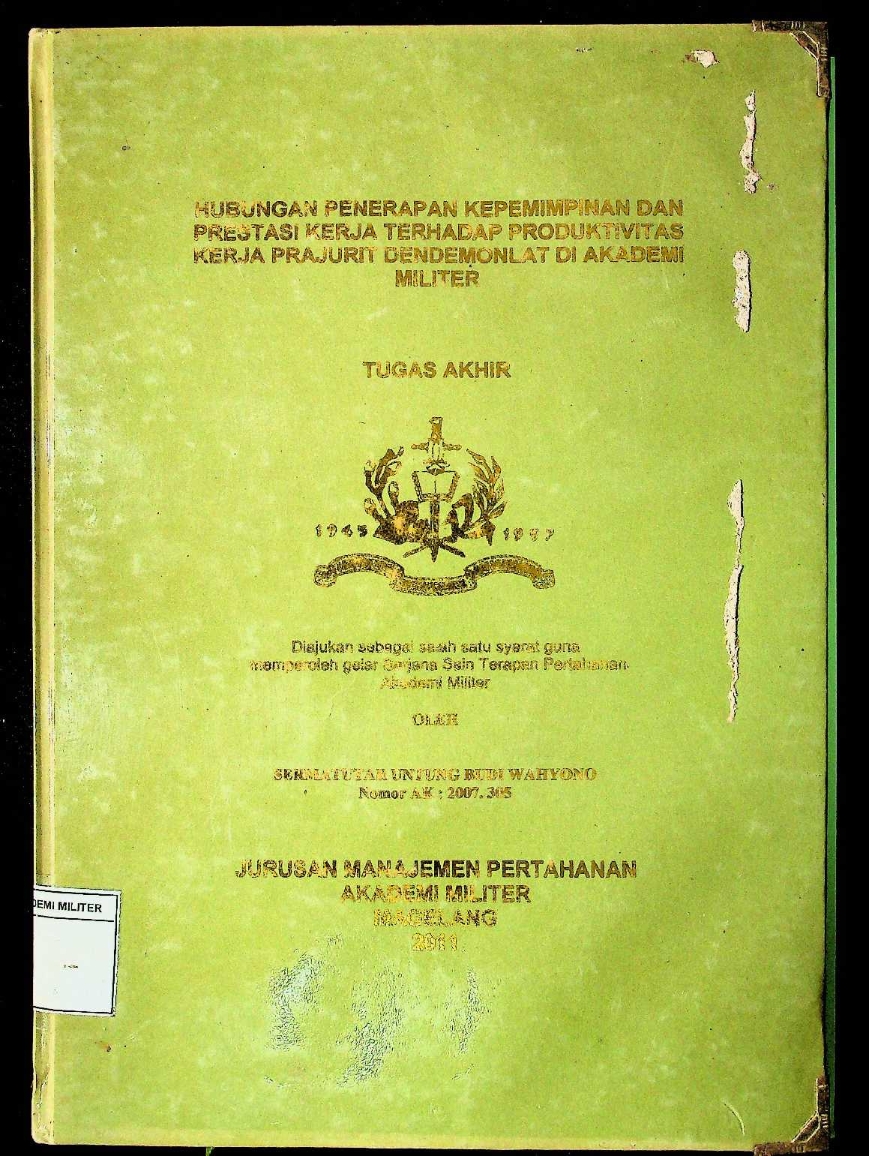 HUBUNGAN PENERAPAN KEPEMIMPINAN DAN
PRESTASI KERJA TERHADAP PRODUKTIVITAS
KERJA PRAJURIT DENDEMONLAT DI AKADEMI
MILITER
TUGAS AKHIR
1945 1997
Diajukan sebagai salah satu syarat guna
memperoleh gelar Sarjana Sain Terapan Pertahanan
Akademi Militer
OLEH
SERMATUTAR UNTUNG BUDI WAHYONO
Nomor AK : 2007.305
JURUSAN MANAJEMEN PERTAHANAN
AKADEMI MILITER
MAGELANG
2011
DEMI MILITER